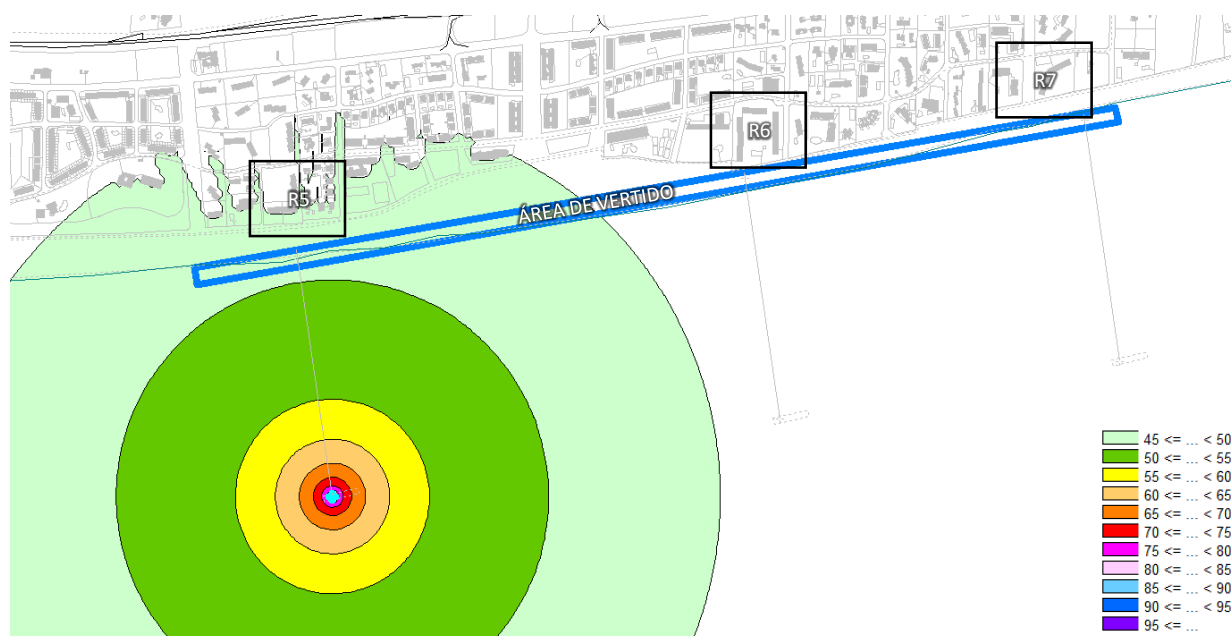 R7
R6
R5
ÁREA DE VERTIDO
45 <= ... < 50
50 <= ... < 55
55 <= ... < 60
60 <= ... < 65
65 <= ... < 70
70 <= ... < 75
75 <= ... < 80
80 <= ... < 85
85 <= ... < 90
90 <= ... < 95
95 <= ...